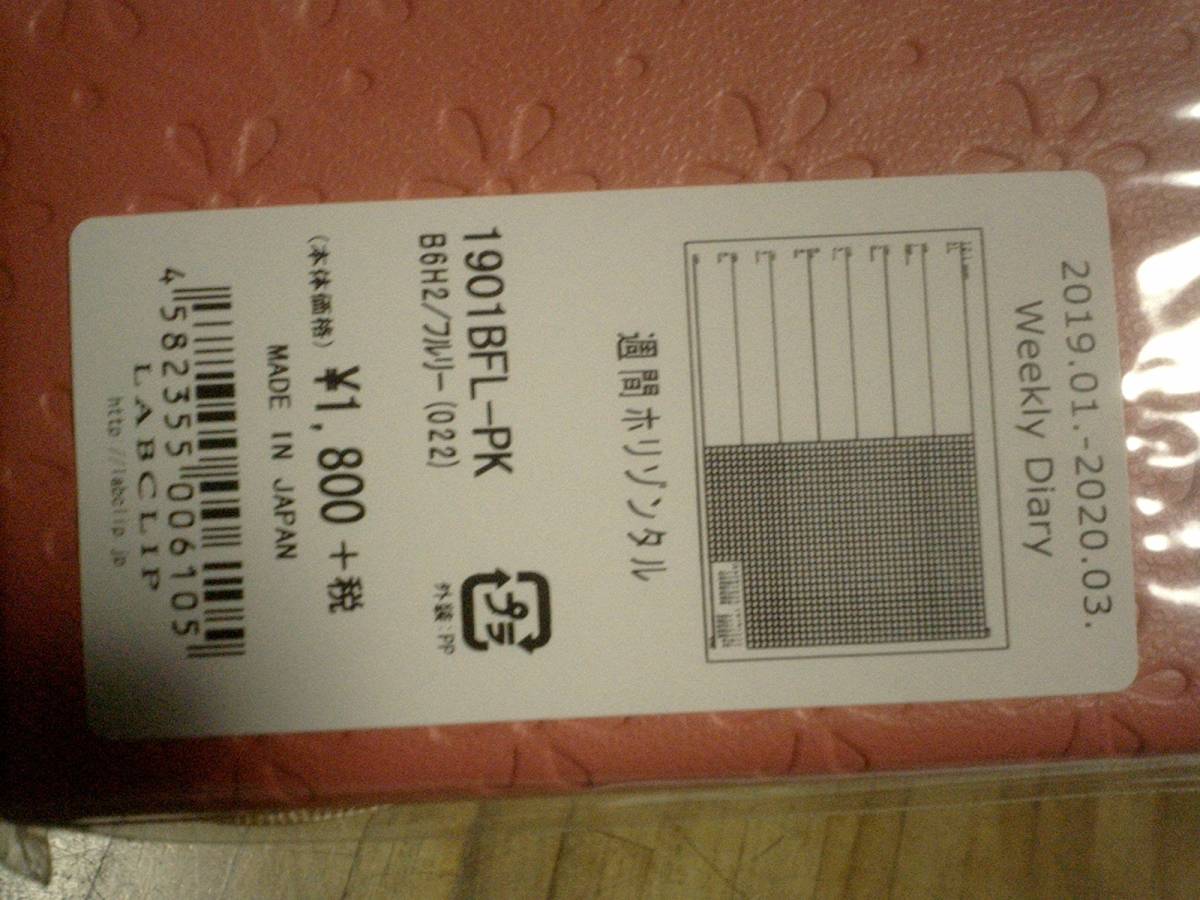 2019.01.-2020.03.
Weekly Diary
週間ホリゾンタル
1901BFL-PK
B6H2/フルリー(022)
プラ
外装:PP
(本体価格) ¥1,800+税
MADE IN JAPAN
4582355006105
LABCLIP
http://labclip.jp